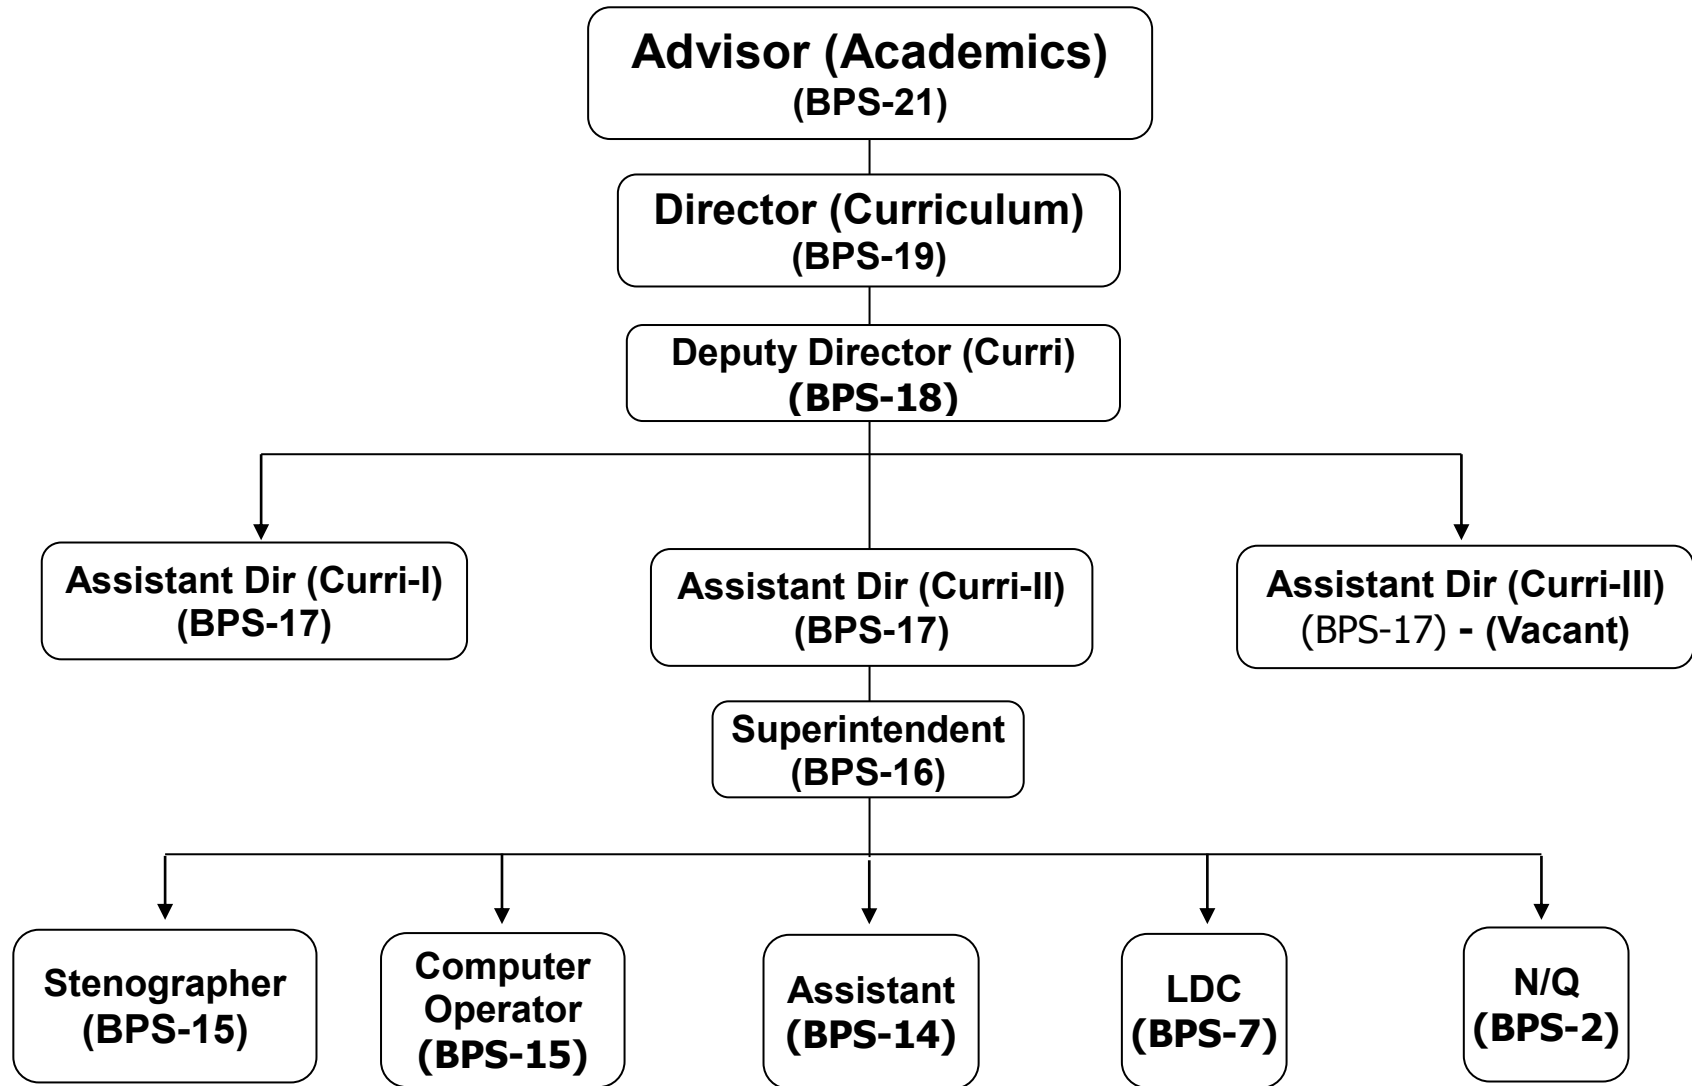 Advisor (Academics)
(BPS-21)
Director (Curriculum)
(BPS-19)
Deputy Director (Curri)
(BPS-18)
Assistant Dir (Curri-I)
(BPS-17)
Assistant Dir (Curri-II)
(BPS-17)
Assistant Dir (Curri-III)
(BPS-17) - (Vacant)
Superintendent
(BPS-16)
Stenographer
(BPS-15)
Computer
Operator
(BPS-15)
Assistant
(BPS-14)
LDC
(BPS-7)
N/Q
(BPS-2)